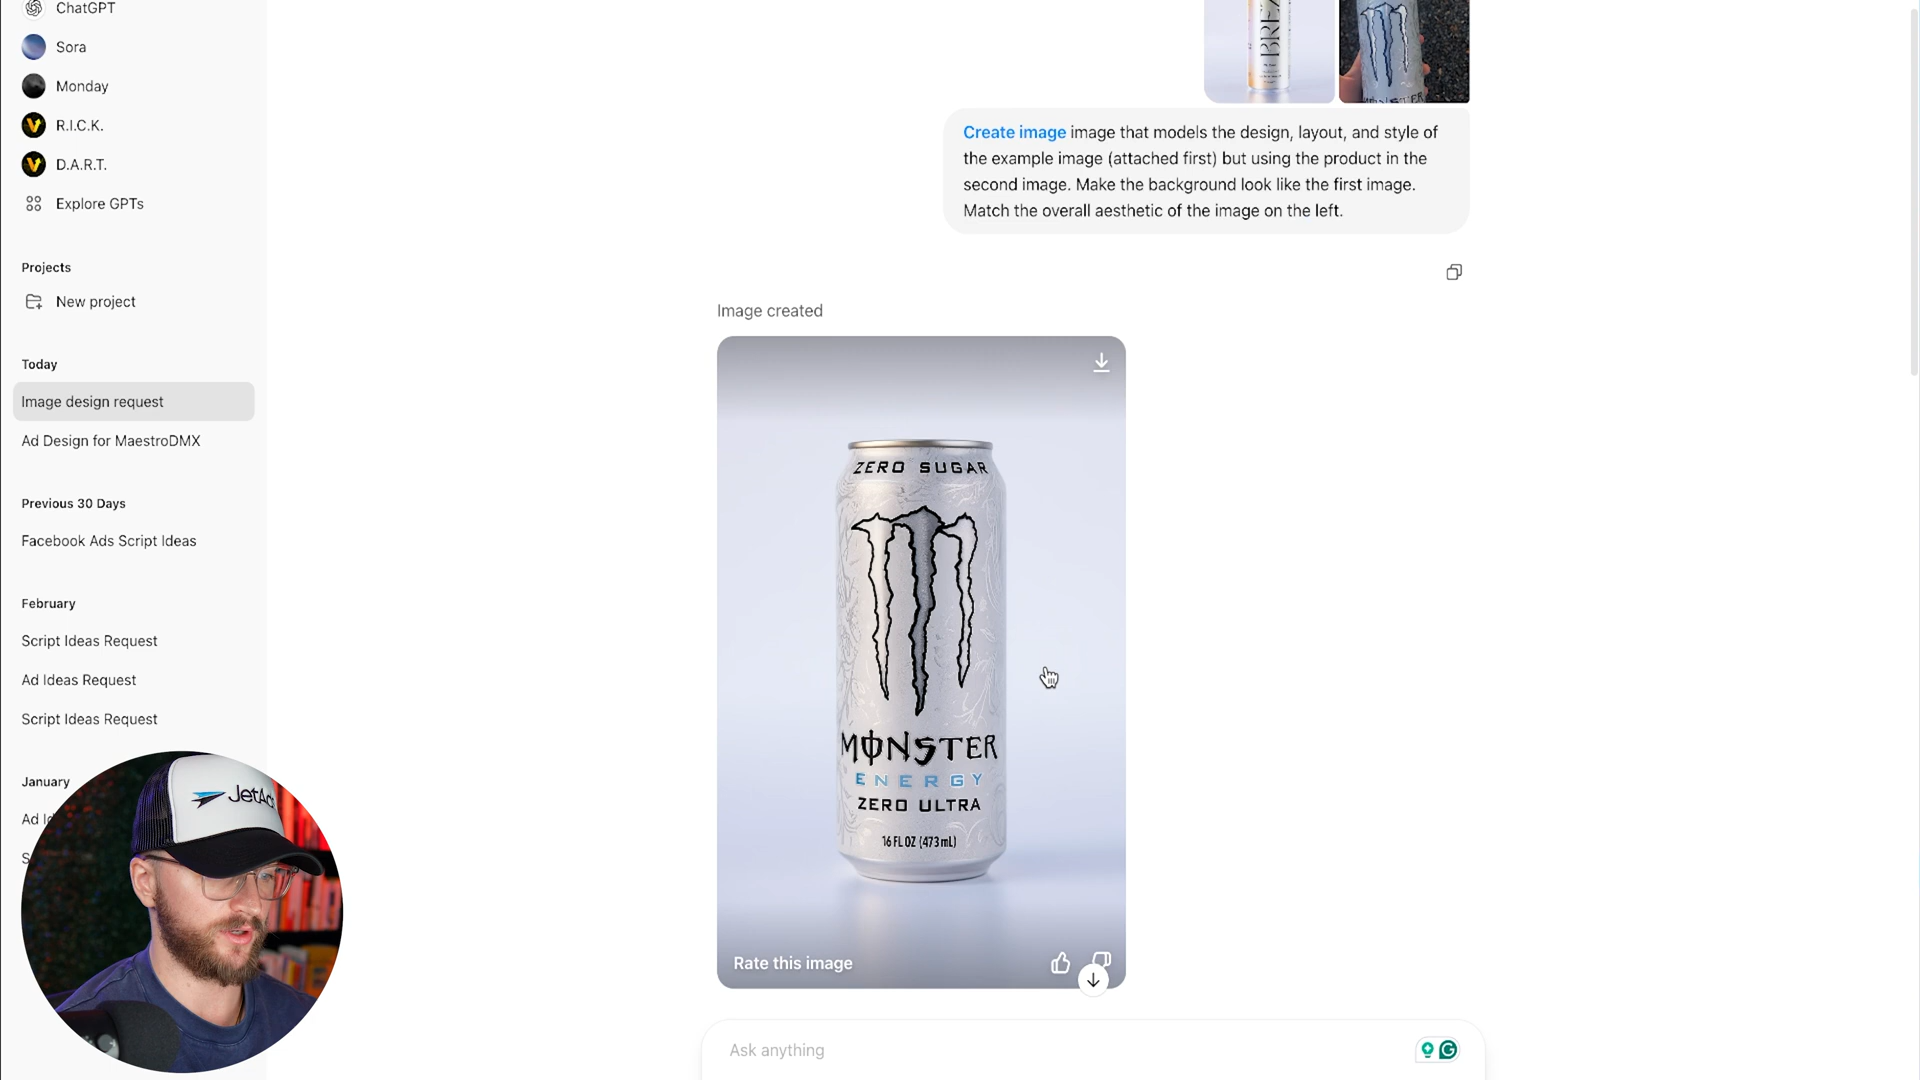 ChatGPT
Sora
Monday
R.I.C.K.
D.A.R.T.
Explore GPTs
Projects
New project
Today
Image design request
Ad Design for MaestroDMX
Previous 30 Days
Facebook Ads Script Ideas
February
Script Ideas Request
Ad Ideas Request
Script Ideas Request
January
Ad
BREZ
MONSTER
Create image image that models the design, layout, and style of
the example image (attached first) but using the product in the
second image. Make the background look like the first image.
Match the overall aesthetic of the image on the left.
Image created
ZERO SUGAR
MONSTER
ENERGY
ZERO ULTRA
16 FL OZ (473 mL)
Rate this image
Ask anything